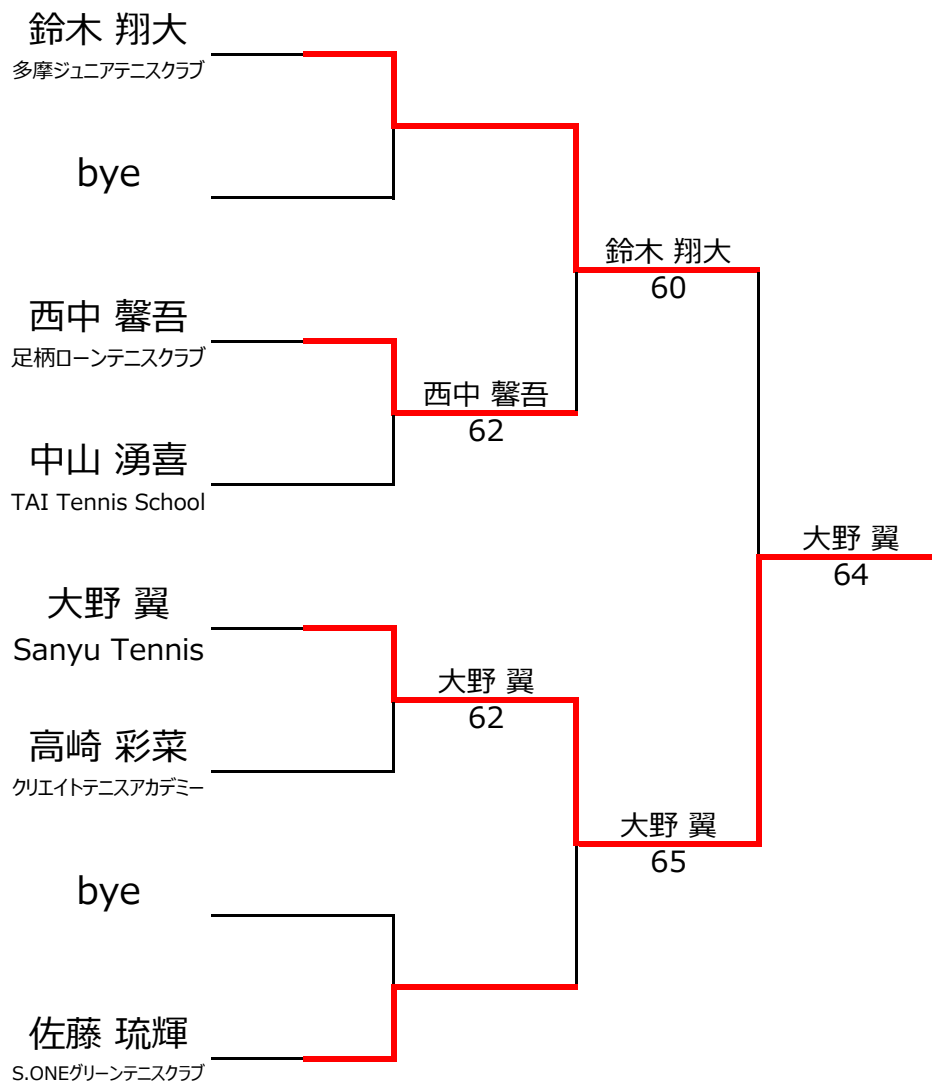 鈴木 翔大
多摩ジュニアテニスクラブ
bye
鈴木 翔大
60
西中 馨吾
足柄ローンテニスクラブ
西中 馨吾
62
中山 湧喜
TAI Tennis School
大野 翼
64
大野 翼
Sanyu Tennis
大野 翼
62
高崎 彩菜
クリエイトテニスアカデミー
大野 翼
65
bye
佐藤 琉輝
S.ONEグリーンテニスクラブ